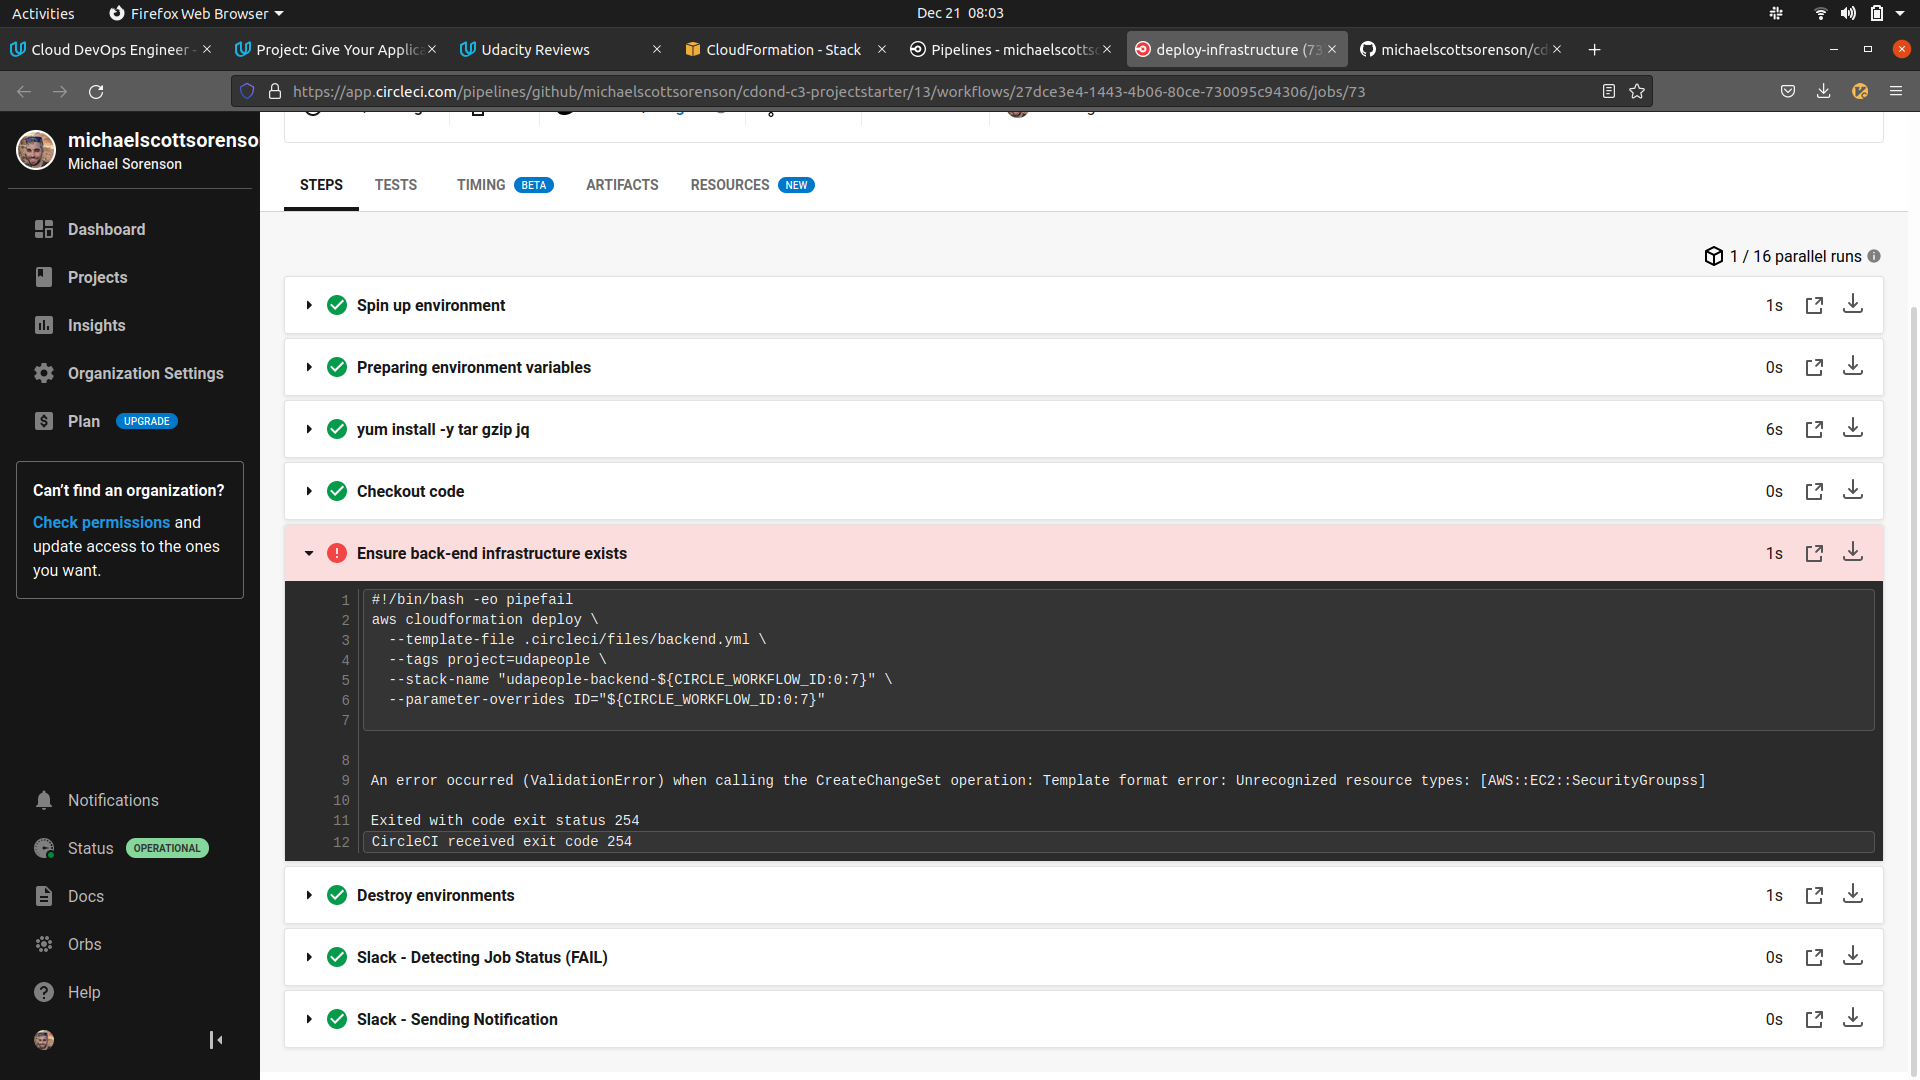 Activities
Firefox Web Browser
Dec 21 08:03
Cloud DevOps Engineer -
Project: Give Your Applica
Udacity Reviews
CloudFormation - Stack
Pipelines - michaelscottso
deploy-infrastructure (73
michaelscottsorenson/cd
https://app.circleci.com/pipelines/github/michaelscottsorenson/cdond-c3-projectstarter/13/workflows/27dce3e4-1443-4b06-80ce-730095c94306/jobs/73
michaelscottsorenso
Michael Sorenson
Dashboard
Projects
Insights
Organization Settings
Plan UPGRADE
Can't find an organization?
Check permissions and
update access to the ones
you want.
Notifications
Status OPERATIONAL
Docs
Orbs
Help
STEPS
TESTS
TIMING BETA
ARTIFACTS
RESOURCES NEW
1 / 16 parallel runs
Spin up environment 1s
Preparing environment variables 0s
yum install -y tar gzip jq 6s
Checkout code 0s
Ensure back-end infrastructure exists 1s
1 #!/bin/bash -eo pipefail
2 aws cloudformation deploy \
3 --template-file .circleci/files/backend.yml \
4 --tags project=udapeople \
5 --stack-name "udapeople-backend-${CIRCLE_WORKFLOW_ID:0:7}" \
6 --parameter-overrides ID="${CIRCLE_WORKFLOW_ID:0:7}"
7
8
9 An error occurred (ValidationError) when calling the CreateChangeSet operation: Template format error: Unrecognized resource types: [AWS::EC2::SecurityGroupss]
10
11 Exited with code exit status 254
12 CircleCI received exit code 254
Destroy environments 1s
Slack - Detecting Job Status (FAIL) 0s
Slack - Sending Notification 0s